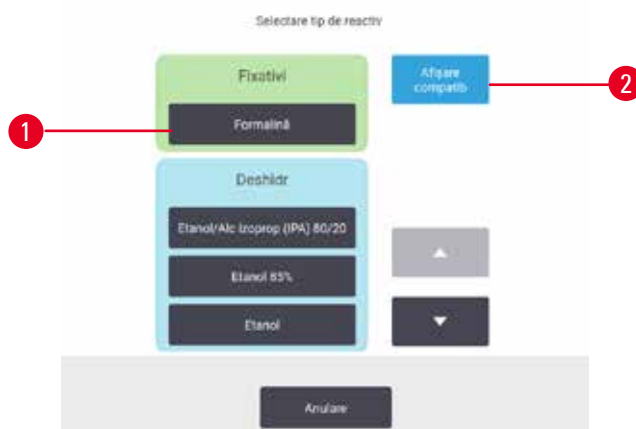 Selectare tip de reactiv
Fixativi
Afișare
compatib
2
1
Formalină
Deshidr
Etanol/Alc izoprop (IPA) 80/20
Etanol 85%
Etanol
Anulare